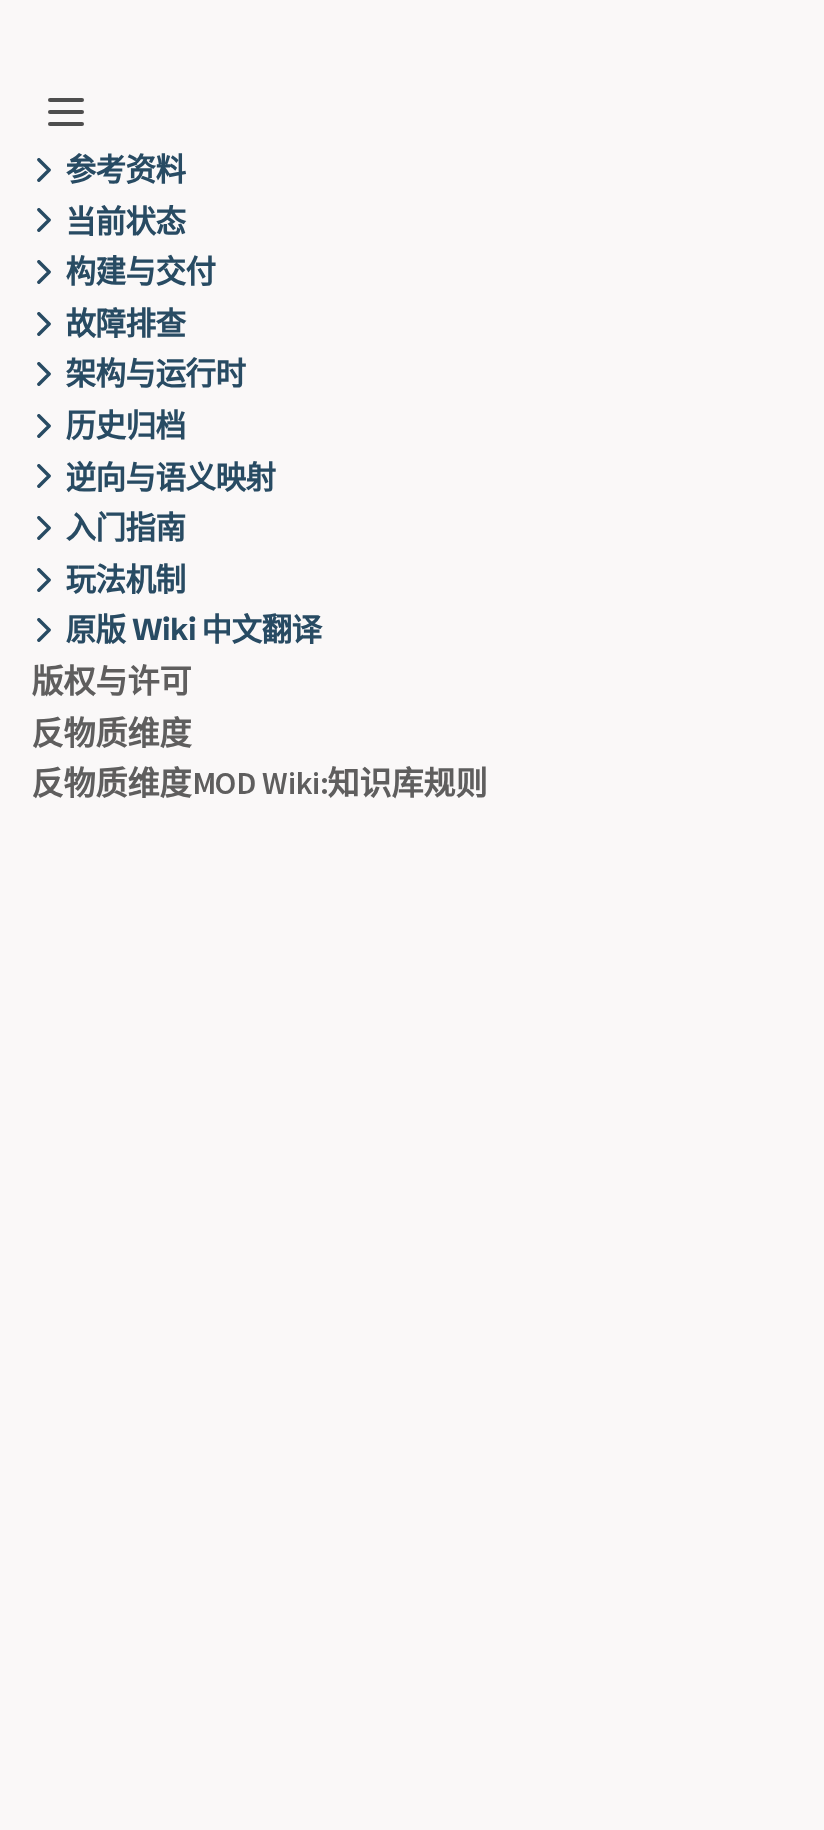 参考资料
当前状态
构建与交付
故障排查
架构与运行时
历史归档
逆向与语义映射
入门指南
玩法机制
原版 Wiki 中文翻译
版权与许可
反物质维度
反物质维度MOD Wiki:知识库规则